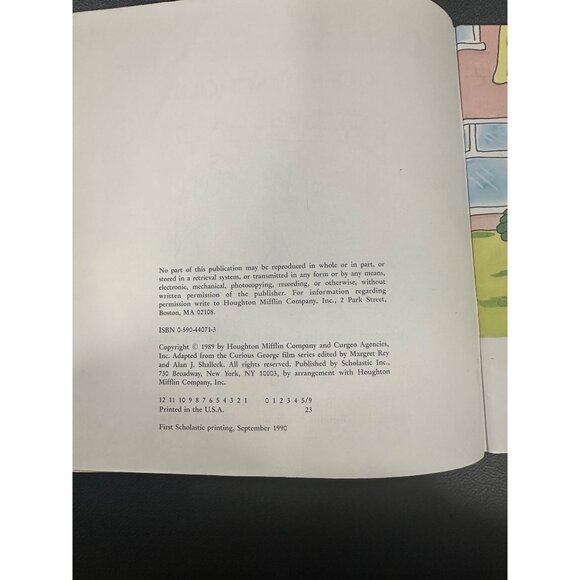 No part of this publication may be reproduced in whole or in part, or
stored in a retrieval system, or transmitted in any form or by any means,
electronic, mechanical, photocopying, recording, or otherwise, without
written permission of the publisher. For information regarding
permission write to Houghton Mifflin Company, Inc., 2 Park Street,
Boston, MA 02108.
ISBN 0-590-44071-3
Copyright © 1989 by Houghton Mifflin Company and Curgeo Agencies,
Inc. Adapted from the Curious George film series edited by Margret Rey
and Alan J. Shalleck. All rights reserved. Published by Scholastic Inc.,
730 Broadway, New York, NY 10003, by arrangement with Houghton
Mifflin Company, Inc.
12 11 10 9 8 7 6 5 4 3 2 1 0 1 2 3 4 5/9
Printed in the U.S.A. 23
First Scholastic printing, September 1990